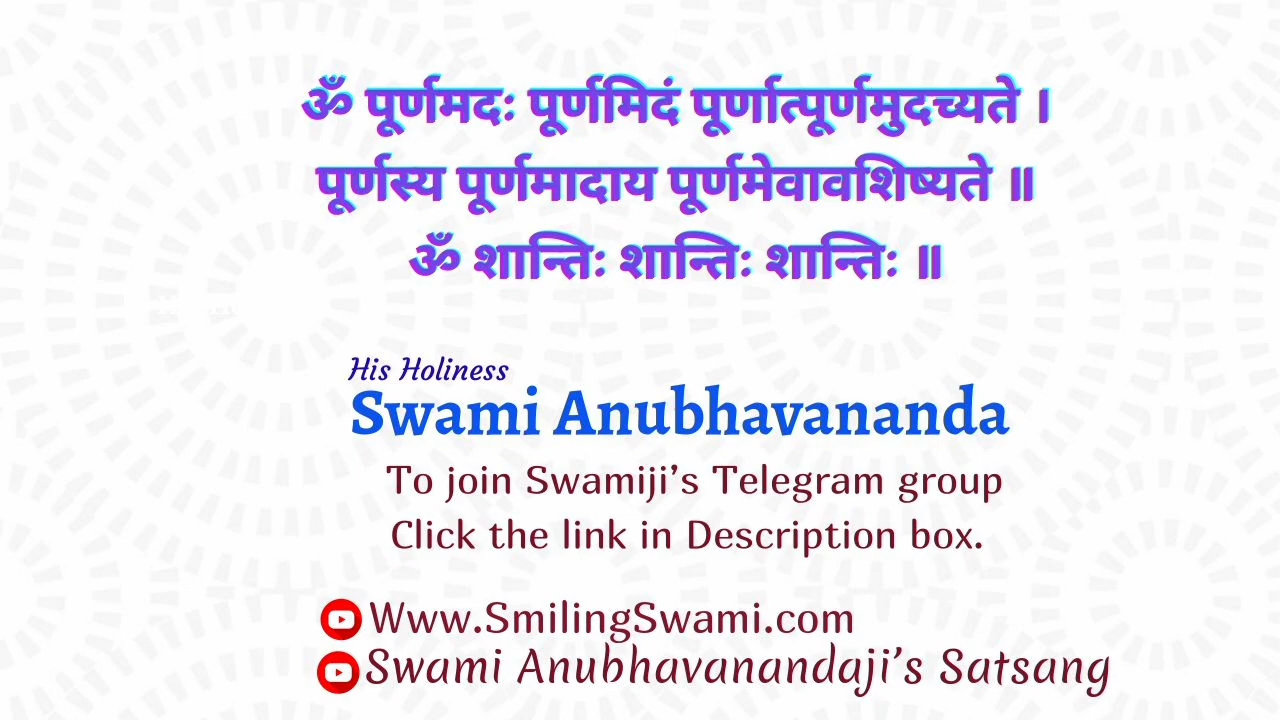 ॐ पूर्णमदः पूर्णमिदं पूर्णात्पूर्णमुदच्यते ।
पूर्णस्य पूर्णमादाय पूर्णमेवावशिष्यते ॥
ॐ शान्तिः शान्तिः शान्तिः ॥
His Holiness
Swami Anubhavananda
To join Swamiji’s Telegram group
Click the link in Description box.
Www.SmilingSwami.com
Swami Anubhavanandaji’s Satsang